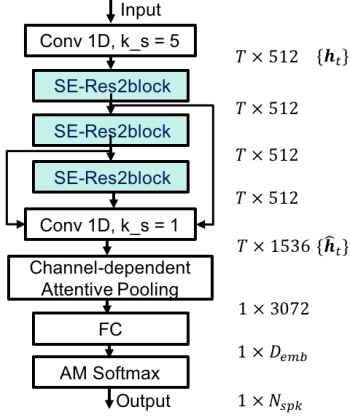 Input
Conv 1D, k_s = 5
T × 512 {h_t}
SE-Res2block
T × 512
SE-Res2block
T × 512
SE-Res2block
T × 512
Conv 1D, k_s = 1
T × 1536 {ĥ_t}
Channel-dependent
Attentive Pooling
1 × 3072
FC
1 × D_emb
AM Softmax
Output
1 × N_spk